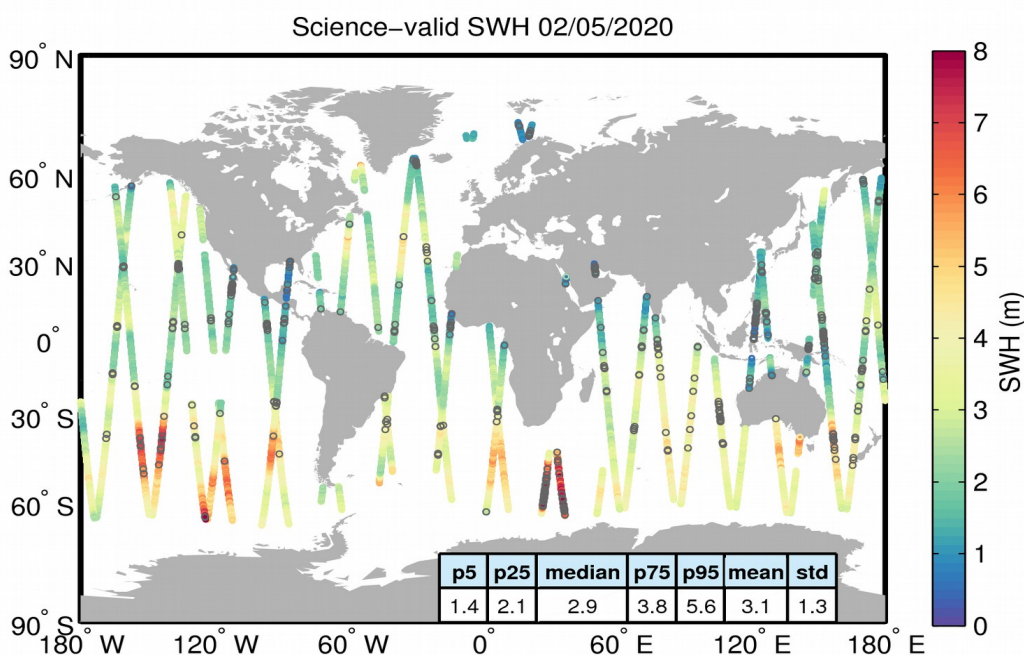 Science−valid SWH 02/05/2020
90° N
60° N
30° N
0°
30° S
60° S
90° S
180° W
120° W
60° W
0°
60° E
120° E
180° E
p5 p25 median p75 p95 mean std
1.4 2.1 2.9 3.8 5.6 3.1 1.3
8
7
6
5
4
3
2
1
0
SWH (m)